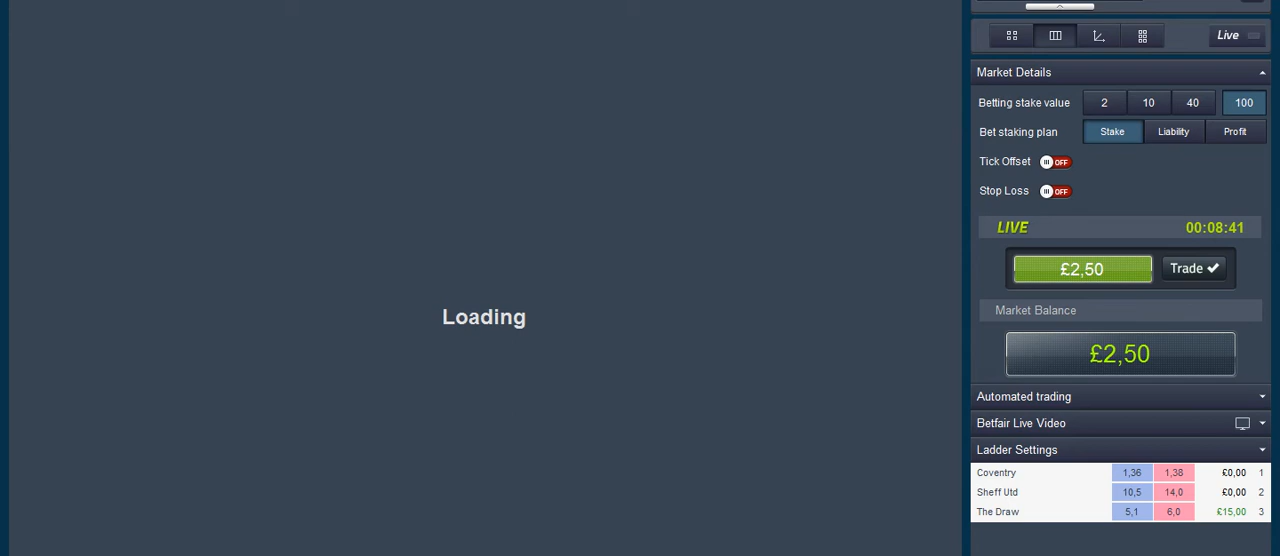 Live
Market Details
Betting stake value 2 10 40 100
Bet staking plan Stake Liability Profit
Tick Offset OFF
Stop Loss OFF
LIVE 00:08:41
£2,50 Trade
Loading
Market Balance
£2,50
Automated trading
Betfair Live Video
Ladder Settings
Coventry 1,36 1,38 £0,00 1
Sheff Utd 10,5 14,0 £0,00 2
The Draw 5,1 6,0 £15,00 3